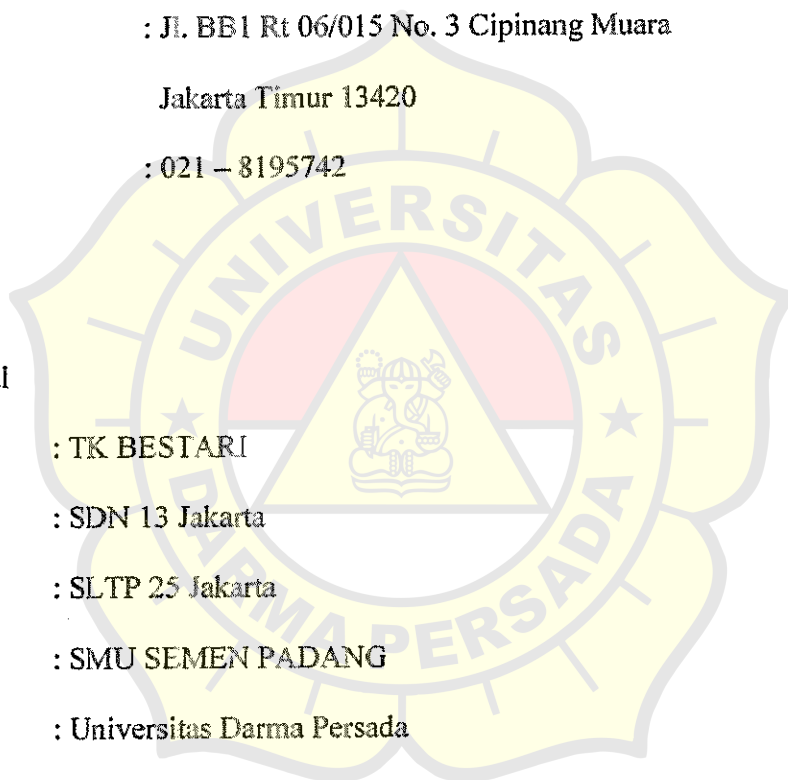 : Jl. BB1 Rt 06/015 No. 3 Cipinang Muara
Jakarta Timur 13420
: 021 – 8195742
UNIVERSITAS
: TK BESTARI
: SDN 13 Jakarta
: SLTP 25 Jakarta
: SMU SEMEN PADANG
: Universitas Darma Persada
DARMA PERSADA